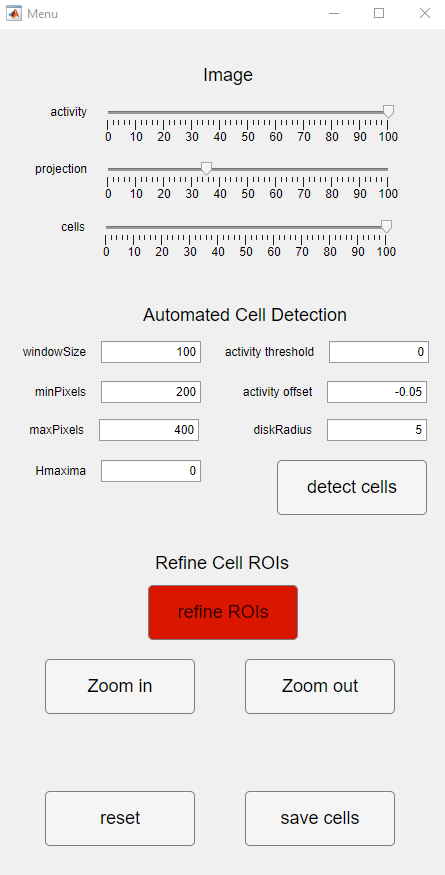 Menu
Image
activity
0 10 20 30 40 50 60 70 80 90 100
projection
0 10 20 30 40 50 60 70 80 90 100
cells
0 10 20 30 40 50 60 70 80 90 100
Automated Cell Detection
windowSize 100 activity threshold 0
minPixels 200 activity offset -0.05
maxPixels 400 diskRadius 5
Hmaxima 0
detect cells
Refine Cell ROIs
refine ROIs
Zoom in Zoom out
reset save cells